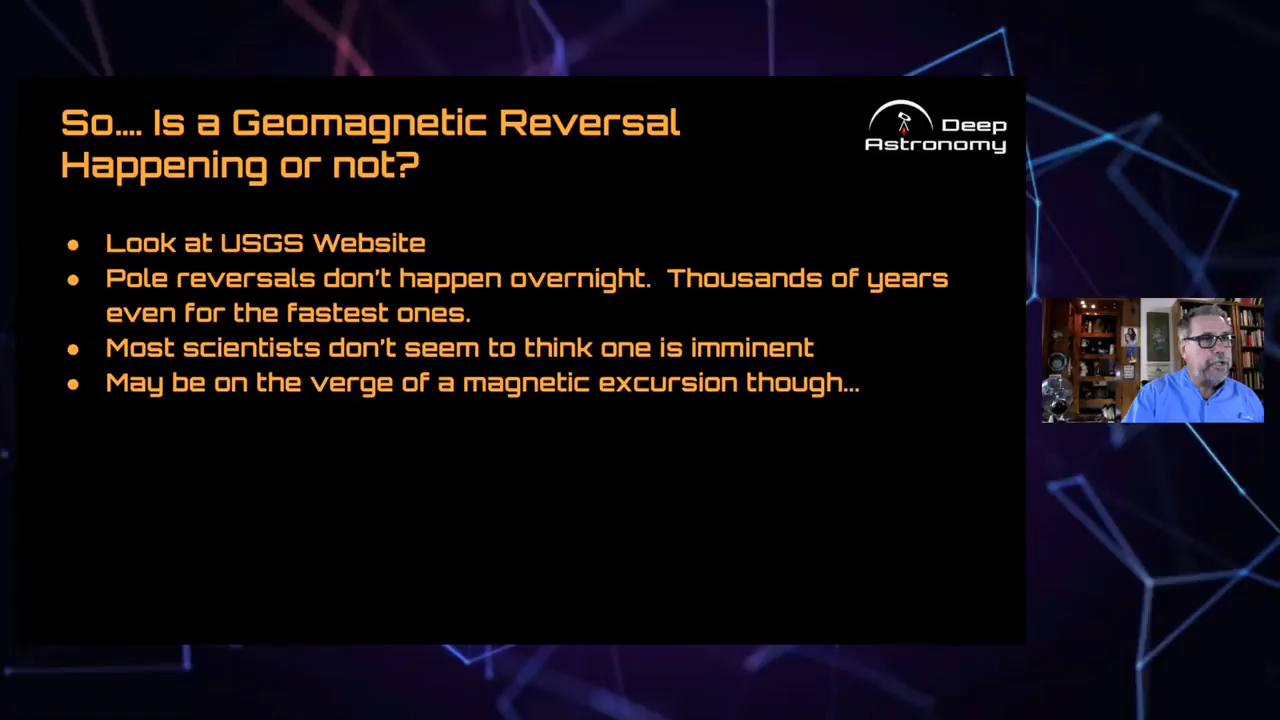 So.... Is a Geomagnetic Reversal
Happening or not?
Deep
Astronomy
● Look at USGS Website
● Pole reversals don't happen overnight.  Thousands of years
even for the fastest ones.
● Most scientists don't seem to think one is imminent
● May be on the verge of a magnetic excursion though...